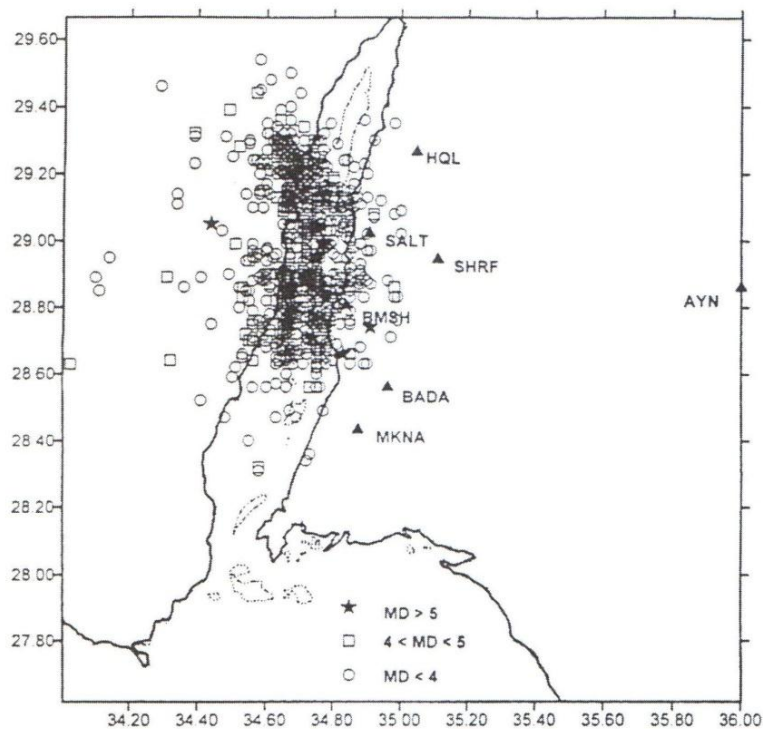 29.60
29.40
29.20
29.00
28.80
28.60
28.40
28.20
28.00
27.80
HQL
SALT
SHRF
AYN
BMSH
BADA
MKNA
MD > 5
4 < MD < 5
MD < 4
34.20 34.40 34.60 34.80 35.00 35.20 35.40 35.60 35.80 36.00